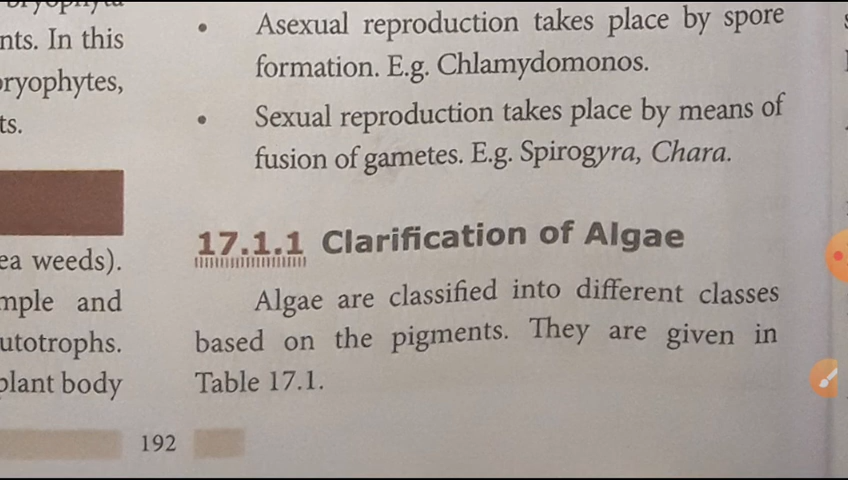 nts. In this
ryophytes,
ts.
ea weeds).
mple and
utotrophs.
plant body
• Asexual reproduction takes place by spore
formation. E.g. Chlamydomonos.
• Sexual reproduction takes place by means of
fusion of gametes. E.g. Spirogyra, Chara.
17.1.1 Clarification of Algae
Algae are classified into different classes
based on the pigments. They are given in
Table 17.1.
192